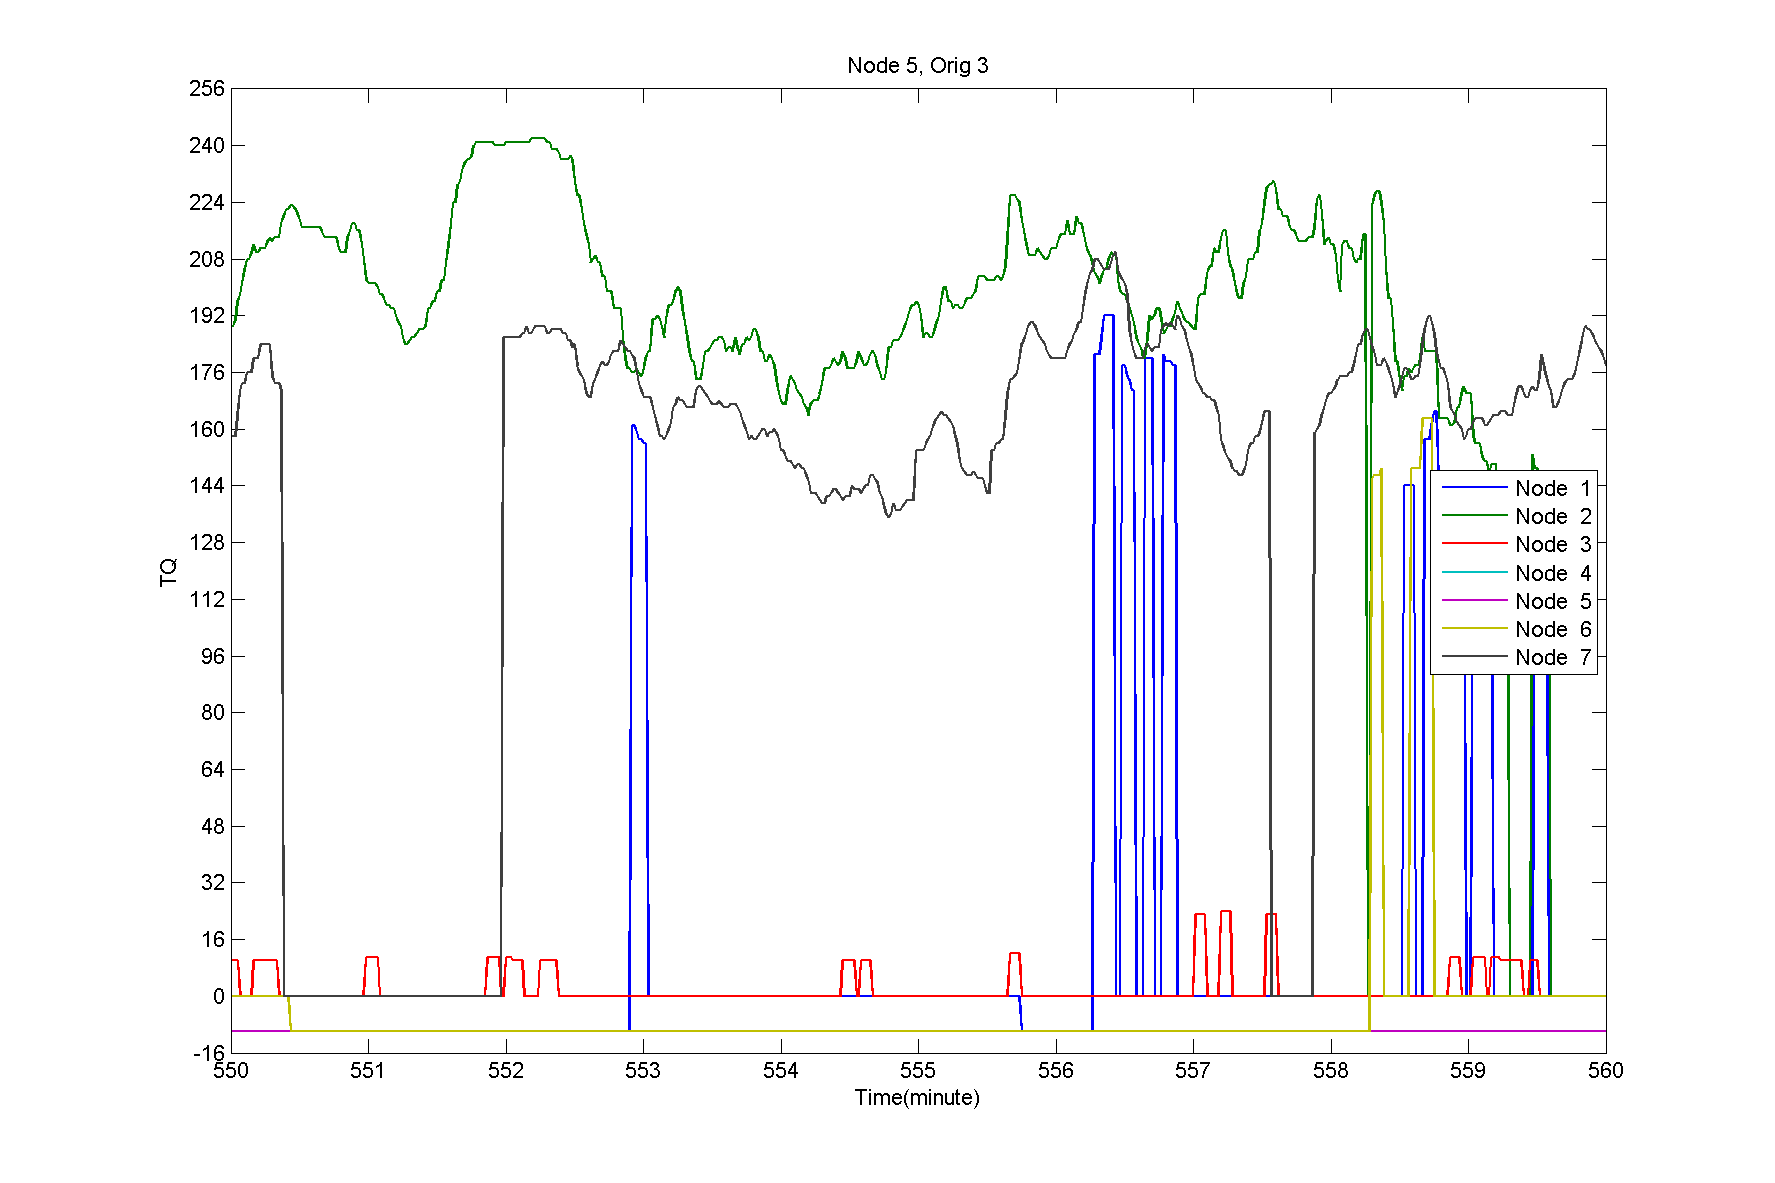 Node 5, Orig 3
256
240
224
208
192
176
160
144
128
112
96
80
64
48
32
16
0
-16
TQ
550 551 552 553 554 555 556 557 558 559 560
Time(minute)
Node 1
Node 2
Node 3
Node 4
Node 5
Node 6
Node 7